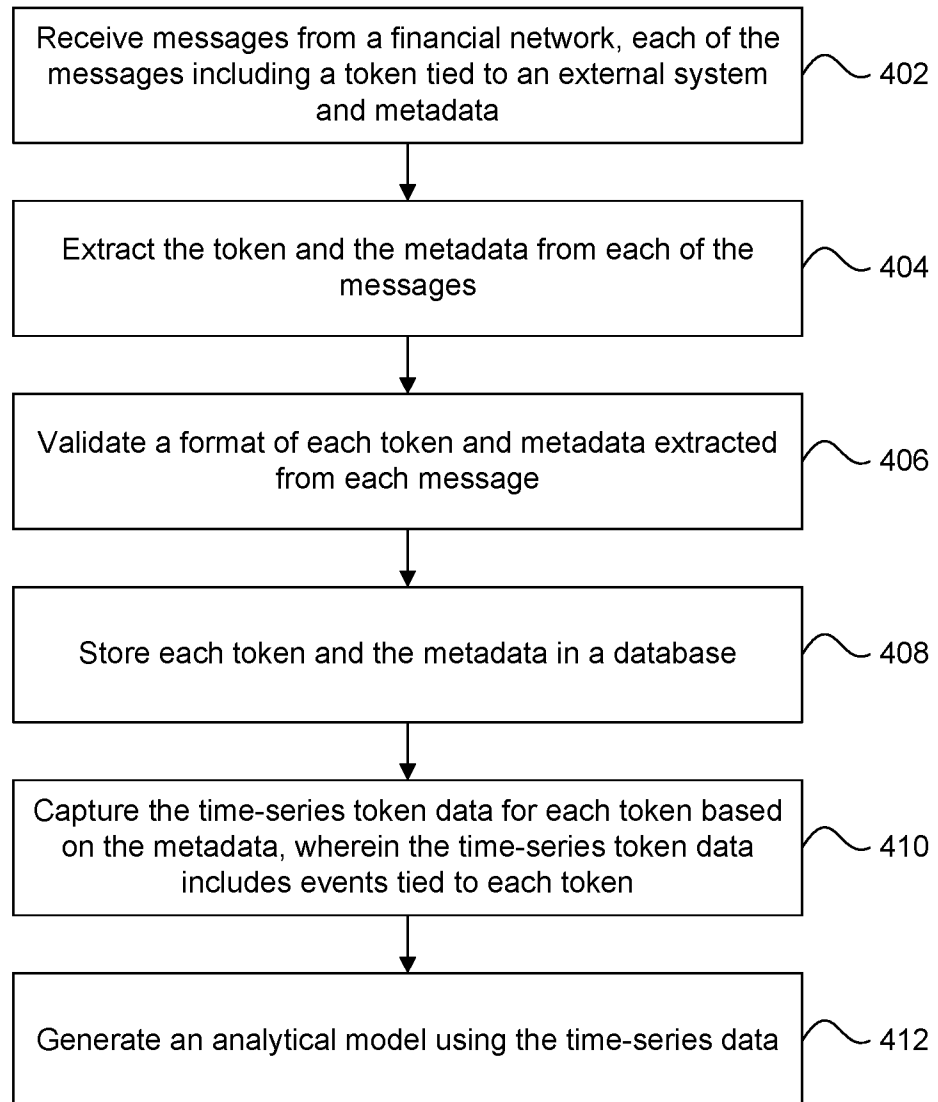 Receive messages from a financial network, each of the
messages including a token tied to an external system
and metadata
402
Extract the token and the metadata from each of the
messages
404
Validate a format of each token and metadata extracted
from each message
406
Store each token and the metadata in a database
408
Capture the time-series token data for each token based
on the metadata, wherein the time-series token data
includes events tied to each token
410
Generate an analytical model using the time-series data
412